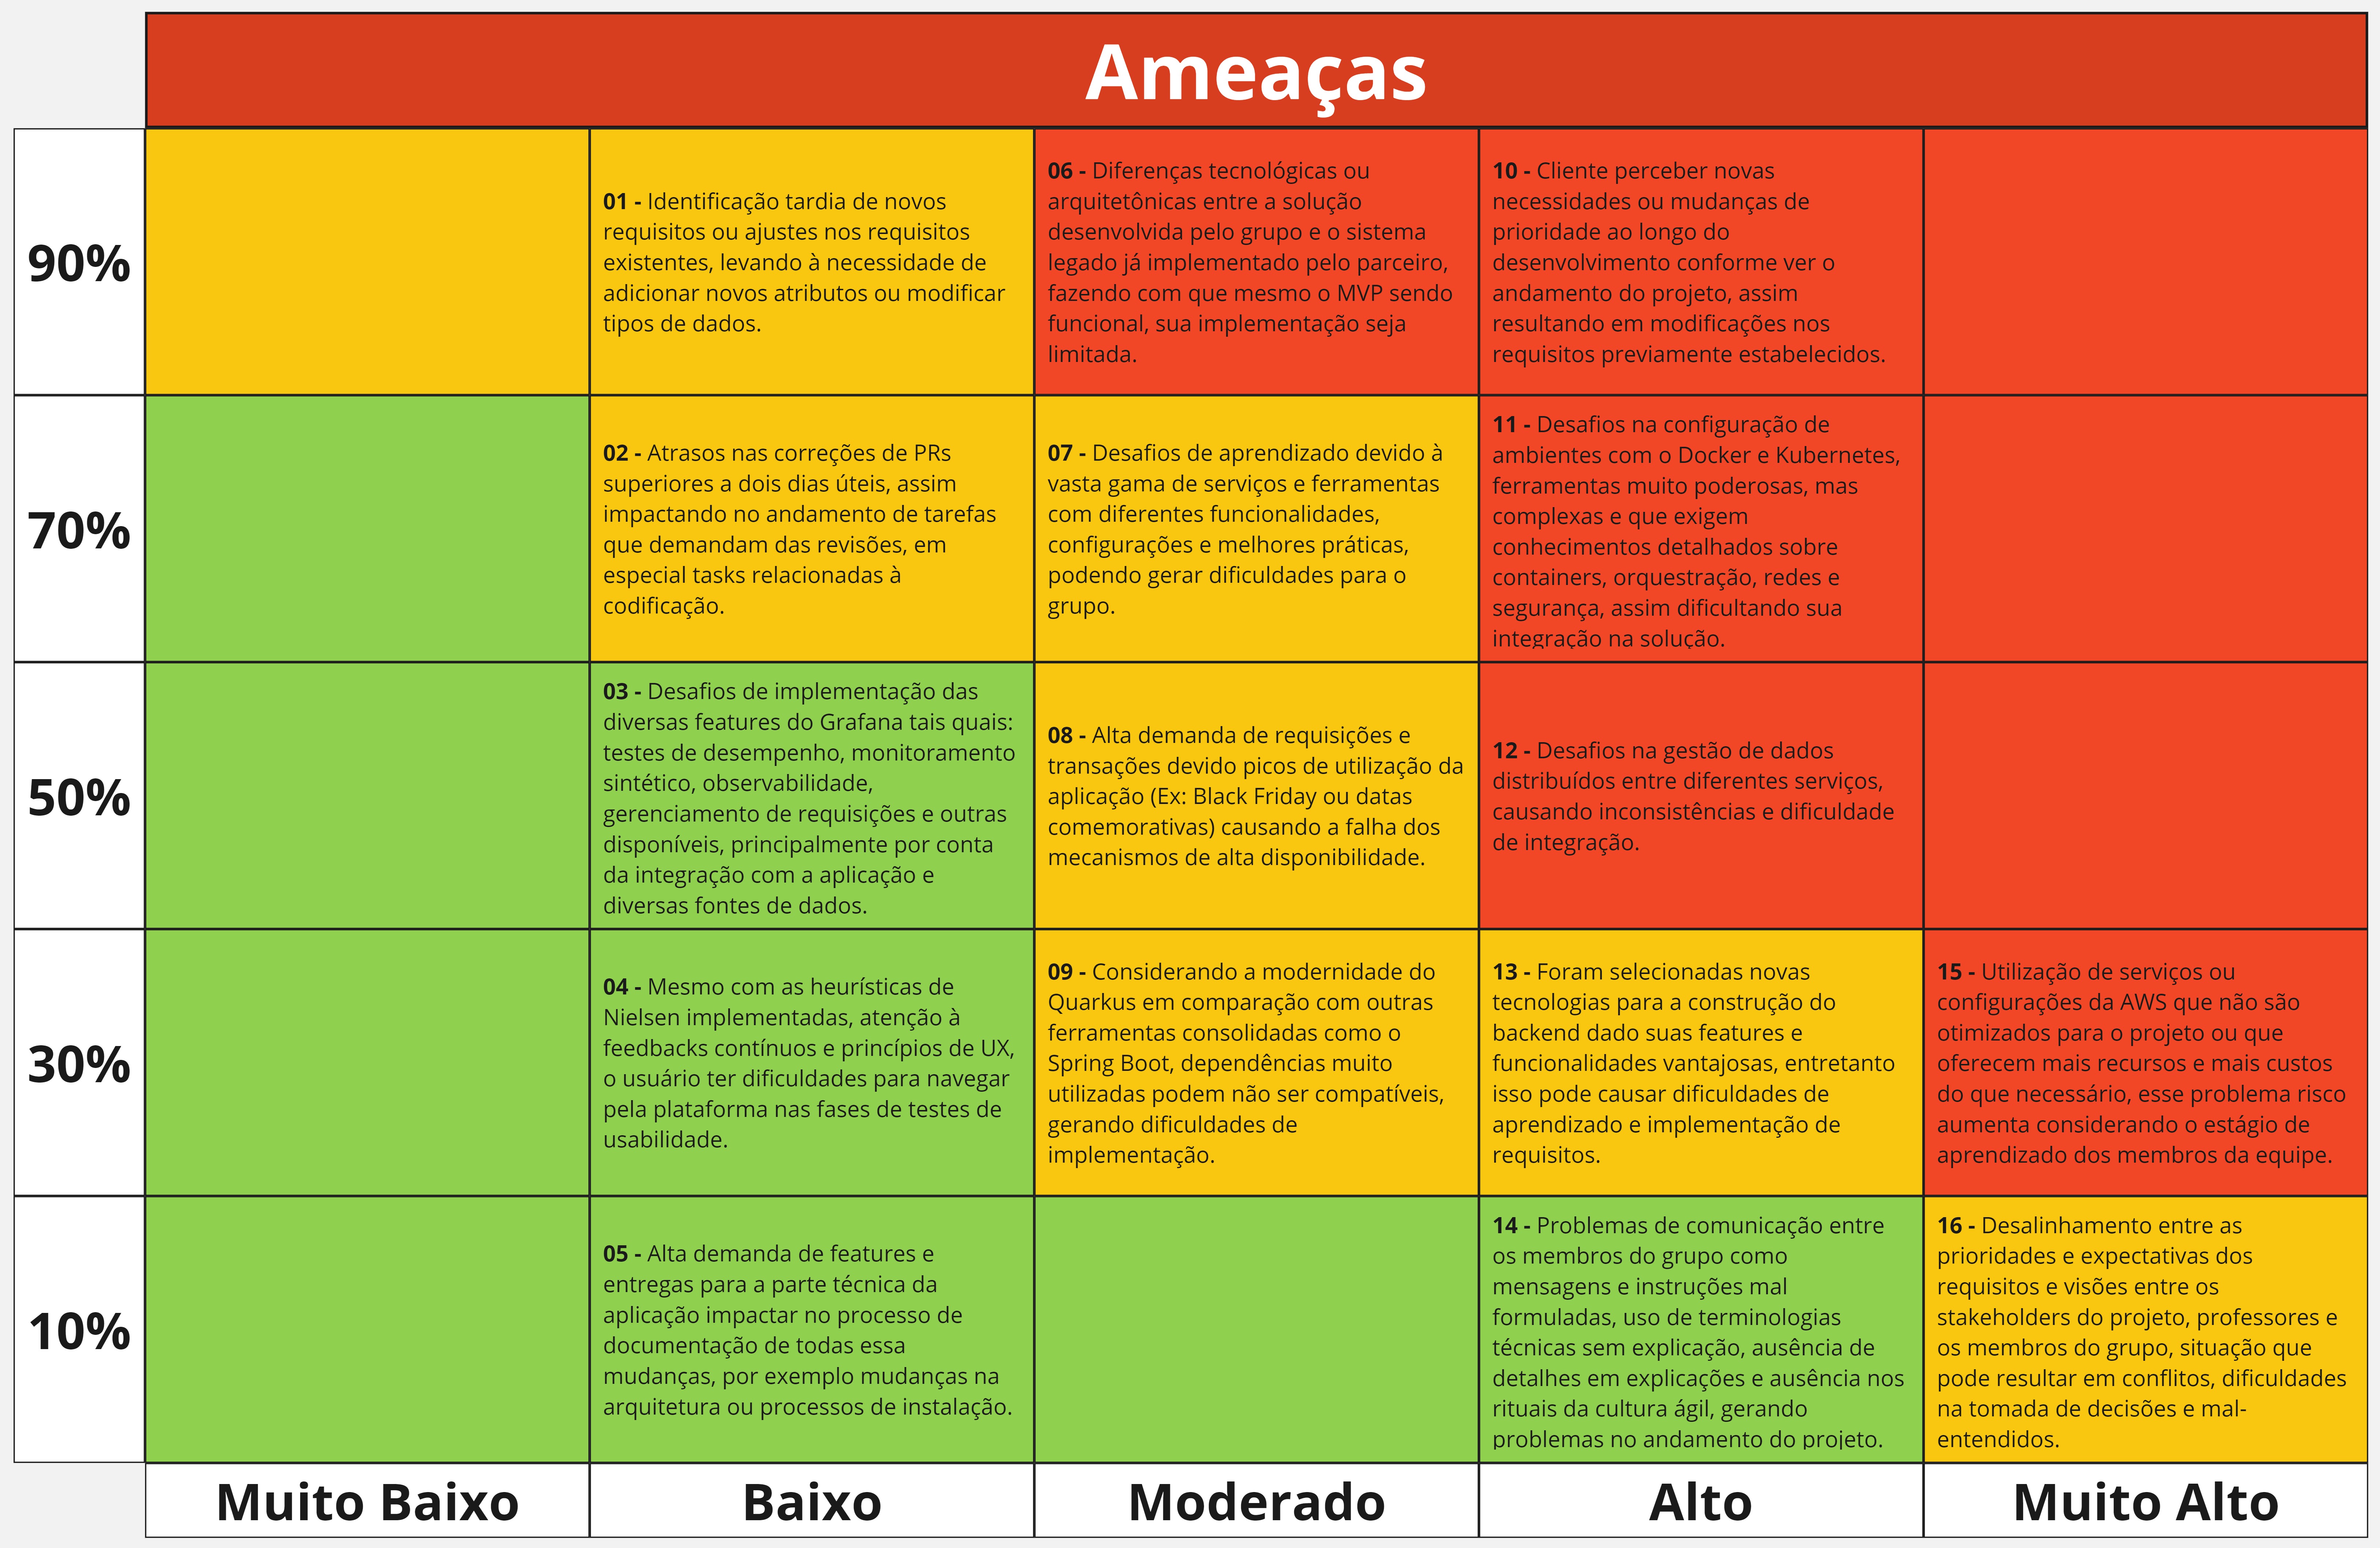 Ameaças
90%
01 - Identificação tardia de novos
requisitos ou ajustes nos requisitos
existentes, levando à necessidade de
adicionar novos atributos ou modificar
tipos de dados.
06 - Diferenças tecnológicas ou
arquitetônicas entre a solução
desenvolvida pelo grupo e o sistema
legado já implementado pelo parceiro,
fazendo com que mesmo o MVP sendo
funcional, sua implementação seja
limitada.
10 - Cliente perceber novas
necessidades ou mudanças de
prioridade ao longo do
desenvolvimento conforme ver o
andamento do projeto, assim
resultando em modificações nos
requisitos previamente estabelecidos.
70%
02 - Atrasos nas correções de PRs
superiores a dois dias úteis, assim
impactando no andamento de tarefas
que demandam das revisões, em
especial tasks relacionadas à
codificação.
07 - Desafios de aprendizado devido à
vasta gama de serviços e ferramentas
com diferentes funcionalidades,
configurações e melhores práticas,
podendo gerar dificuldades para o
grupo.
11 - Desafios na configuração de
ambientes com o Docker e Kubernetes,
ferramentas muito poderosas, mas
complexas e que exigem
conhecimentos detalhados sobre
containers, orquestração, redes e
segurança, assim dificultando sua
integração na solução.
50%
03 - Desafios de implementação das
diversas features do Grafana tais quais:
testes de desempenho, monitoramento
sintético, observabilidade,
gerenciamento de requisições e outras
disponíveis, principalmente por conta
da integração com a aplicação e
diversas fontes de dados.
08 - Alta demanda de requisições e
transações devido picos de utilização da
aplicação (Ex: Black Friday ou datas
comemorativas) causando a falha dos
mecanismos de alta disponibilidade.
12 - Desafios na gestão de dados
distribuídos entre diferentes serviços,
causando inconsistências e dificuldade
de integração.
30%
04 - Mesmo com as heurísticas de
Nielsen implementadas, atenção à
feedbacks contínuos e princípios de UX,
o usuário ter dificuldades para navegar
pela plataforma nas fases de testes de
usabilidade.
09 - Considerando a modernidade do
Quarkus em comparação com outras
ferramentas consolidadas como o
Spring Boot, dependências muito
utilizadas podem não ser compatíveis,
gerando dificuldades de
implementação.
13 - Foram selecionadas novas
tecnologias para a construção do
backend dado suas features e
funcionalidades vantajosas, entretanto
isso pode causar dificuldades de
aprendizado e implementação de
requisitos.
15 - Utilização de serviços ou
configurações da AWS que não são
otimizados para o projeto ou que
oferecem mais recursos e mais custos
do que necessário, esse problema risco
aumenta considerando o estágio de
aprendizado dos membros da equipe.
10%
05 - Alta demanda de features e
entregas para a parte técnica da
aplicação impactar no processo de
documentação de todas essa
mudanças, por exemplo mudanças na
arquitetura ou processos de instalação.
14 - Problemas de comunicação entre
os membros do grupo como
mensagens e instruções mal
formuladas, uso de terminologias
técnicas sem explicação, ausência de
detalhes em explicações e ausência nos
rituais da cultura ágil, gerando
problemas no andamento do projeto.
16 - Desalinhamento entre as
prioridades e expectativas dos
requisitos e visões entre os
stakeholders do projeto, professores e
os membros do grupo, situação que
pode resultar em conflitos, dificuldades
na tomada de decisões e mal-
entendidos.
Muito Baixo
Baixo
Moderado
Alto
Muito Alto